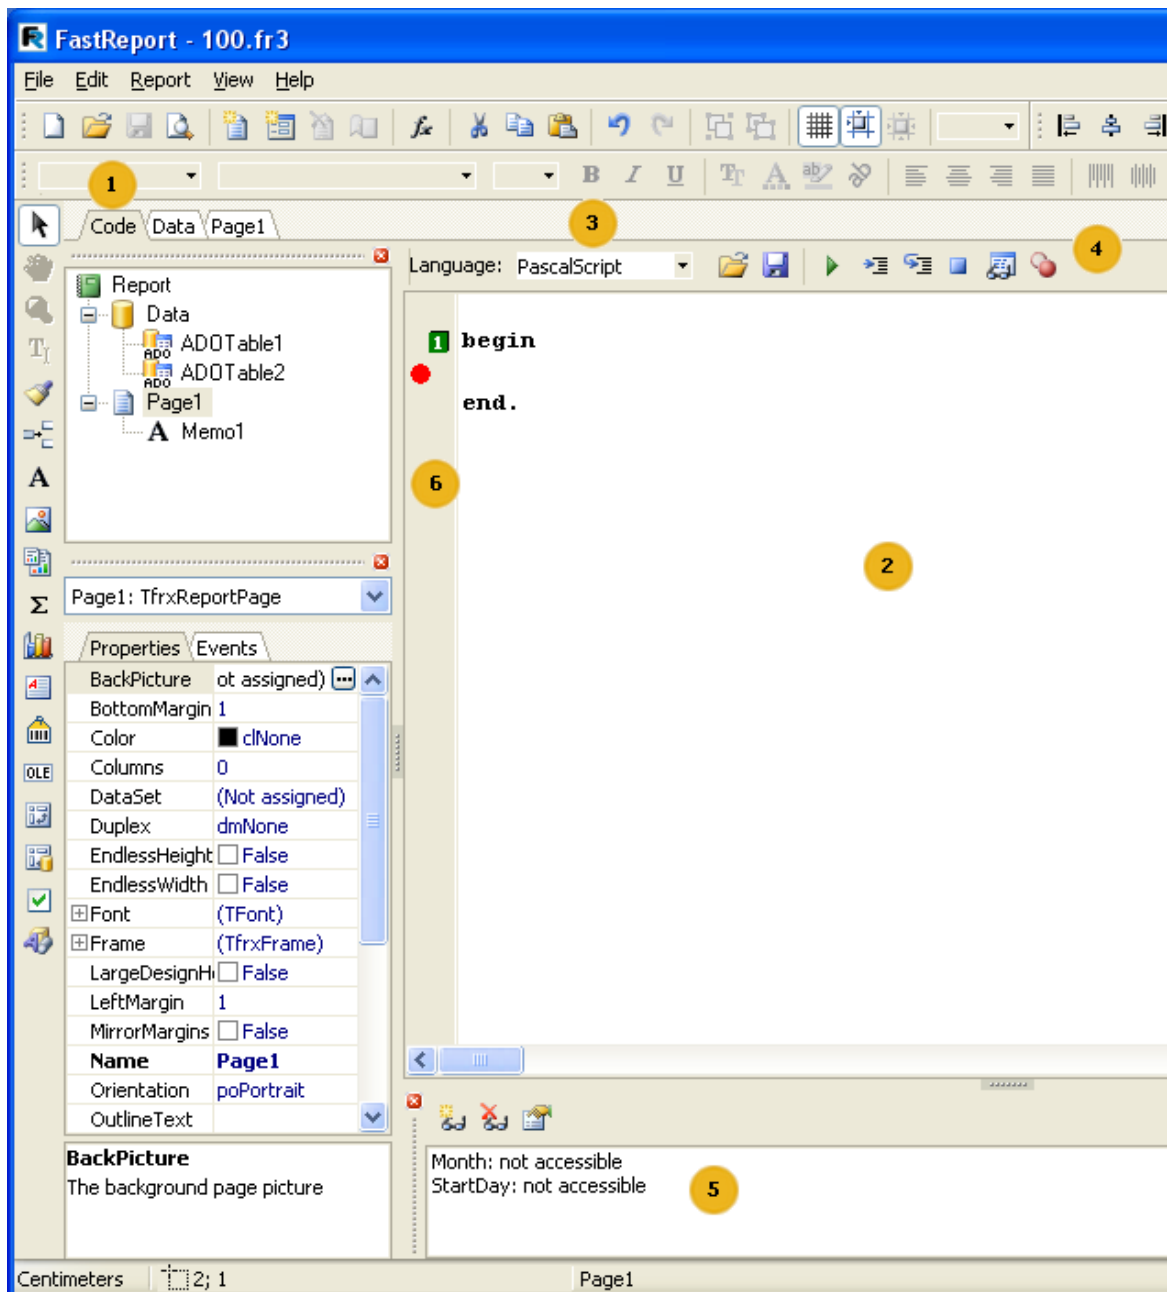 FastReport - 100.fr3
File Edit Report View Help
1
B I U
Code Data Page1
3
4
Language: PascalScript
Report
Data
ADOTable1
ADOTable2
Page1
A Memo1
1 begin
end.
6
2
Page1: TfrxReportPage
Properties Events
BackPicture ot assigned) ...
BottomMargin 1
Color clNone
Columns 0
DataSet (Not assigned)
Duplex dmNone
EndlessHeight False
EndlessWidth False
OLE
Font (TFont)
Frame (TfrxFrame)
LargeDesignH False
LeftMargin 1
MirrorMargins False
Name Page1
Orientation poPortrait
OutlineText
BackPicture
The background page picture
Month: not accessible
StartDay: not accessible
5
Centimeters 2; 1 Page1